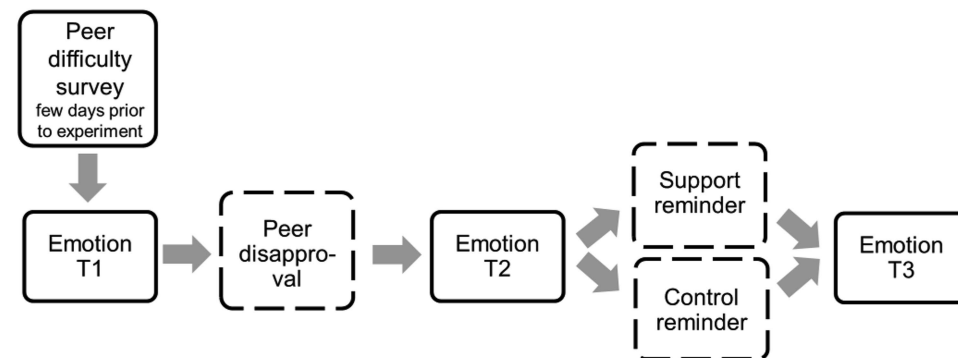 Peer
difficulty
survey
few days prior
to experiment
Emotion
T1
Peer
disappro-
val
Emotion
T2
Support
reminder
Control
reminder
Emotion
T3